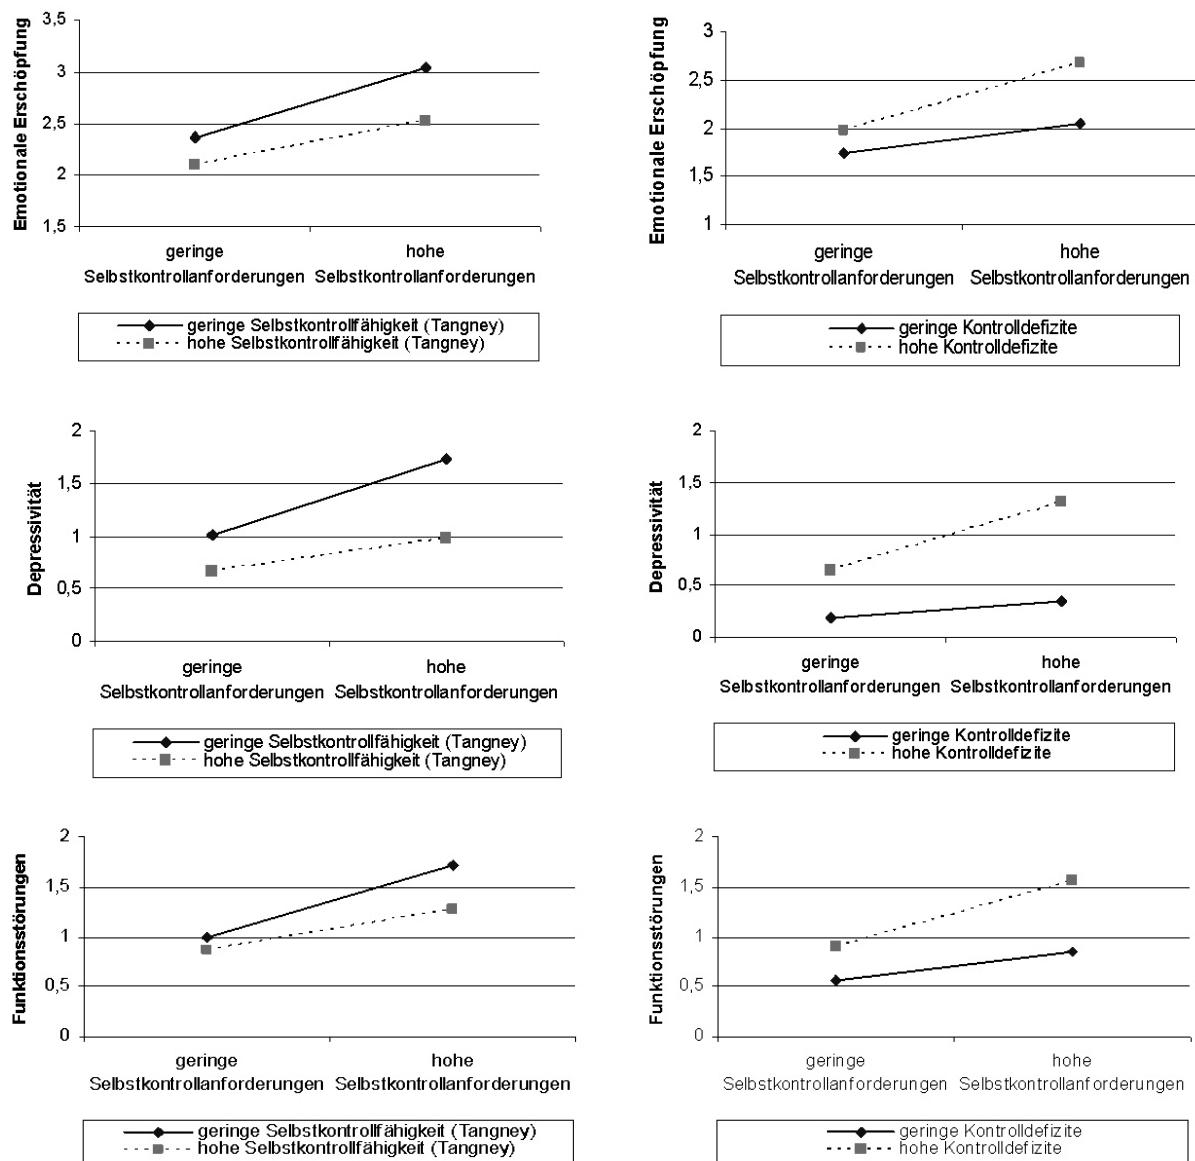 Emotionale Erschöpfung
3,5
3
2,5
2
1,5
geringe
Selbstkontrollanforderungen
hohe
Selbstkontrollanforderungen
geringe Selbstkontrollfähigkeit (Tangney)
hohe Selbstkontrollfähigkeit (Tangney)
Emotionale Erschöpfung
3
2,5
2
1,5
1
geringe
Selbstkontrollanforderungen
hohe
Selbstkontrollanforderungen
geringe Kontrolldefizite
hohe Kontrolldefizite
Depressivität
2
1,5
1
0,5
0
geringe
Selbstkontrollanforderungen
hohe
Selbstkontrollanforderungen
geringe Selbstkontrollfähigkeit (Tangney)
hohe Selbstkontrollfähigkeit (Tangney)
Depressivität
2
1,5
1
0,5
0
geringe
Selbstkontrollanforderungen
hohe
Selbstkontrollanforderungen
geringe Kontrolldefizite
hohe Kontrolldefizite
Funktionsstörungen
2
1,5
1
0,5
0
geringe
Selbstkontrollanforderungen
hohe
Selbstkontrollanforderungen
geringe Selbstkontrollfähigkeit (Tangney)
hohe Selbstkontrollfähigkeit (Tangney)
Funktionsstörungen
2
1,5
1
0,5
0
geringe
Selbstkontrollanforderungen
hohe
Selbstkontrollanforderungen
geringe Kontrolldefizite
hohe Kontrolldefizite